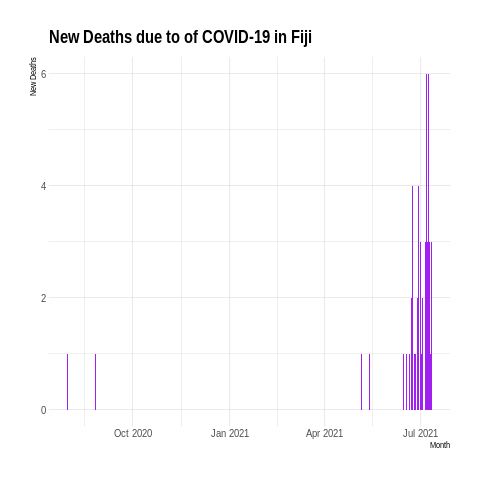 New Deaths due to of COVID-19 in Fiji
New Deaths
6
4
2
0
Oct 2020 Jan 2021 Apr 2021 Jul 2021
Month